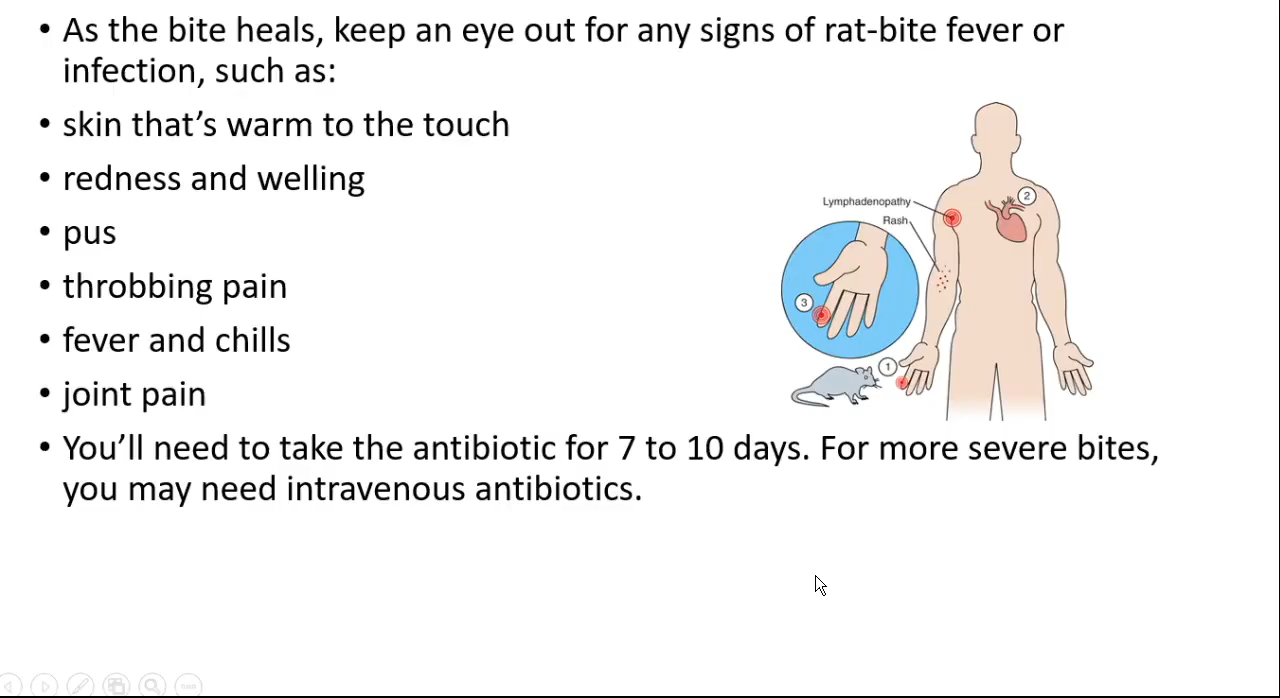 • As the bite heals, keep an eye out for any signs of rat-bite fever or
infection, such as:
• skin that’s warm to the touch
• redness and welling
• pus
• throbbing pain
• fever and chills
• joint pain
• You’ll need to take the antibiotic for 7 to 10 days. For more severe bites,
you may need intravenous antibiotics.
2
Lymphadenopathy
Rash
3
1